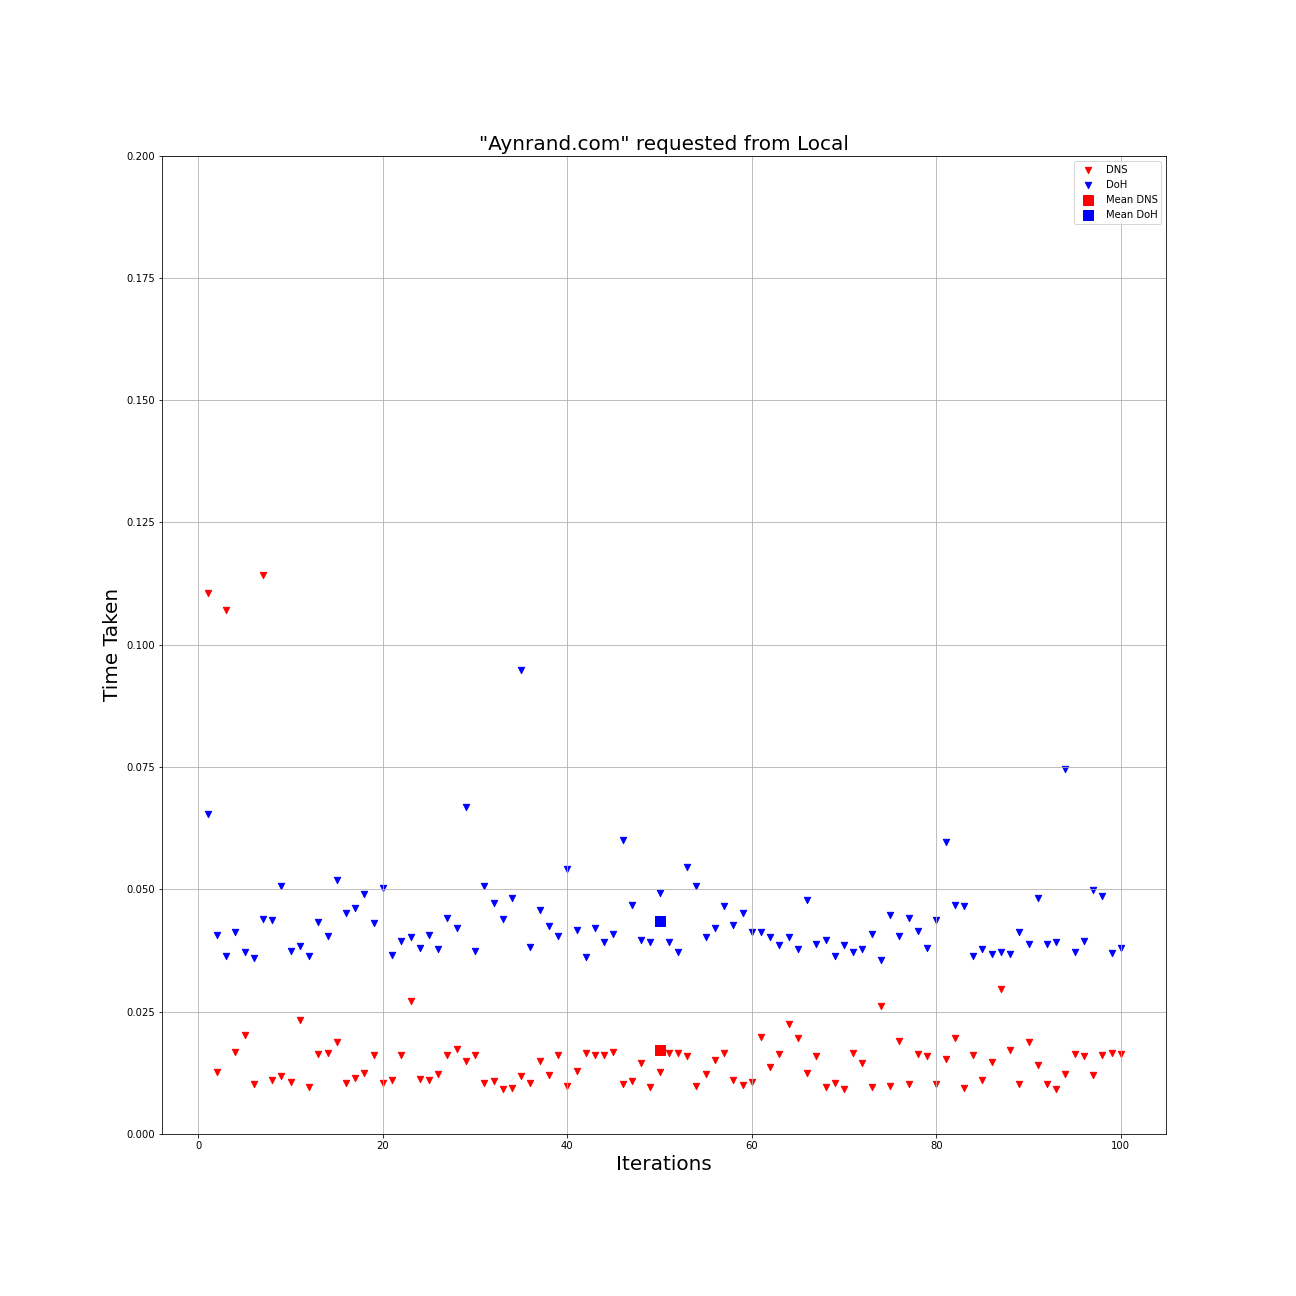 "Aynrand.com" requested from Local
DNS
DoH
Mean DNS
Mean DoH
0.200
0.175
0.150
0.125
0.100
0.075
0.050
0.025
0.000
Time Taken
0 20 40 60 80 100
Iterations